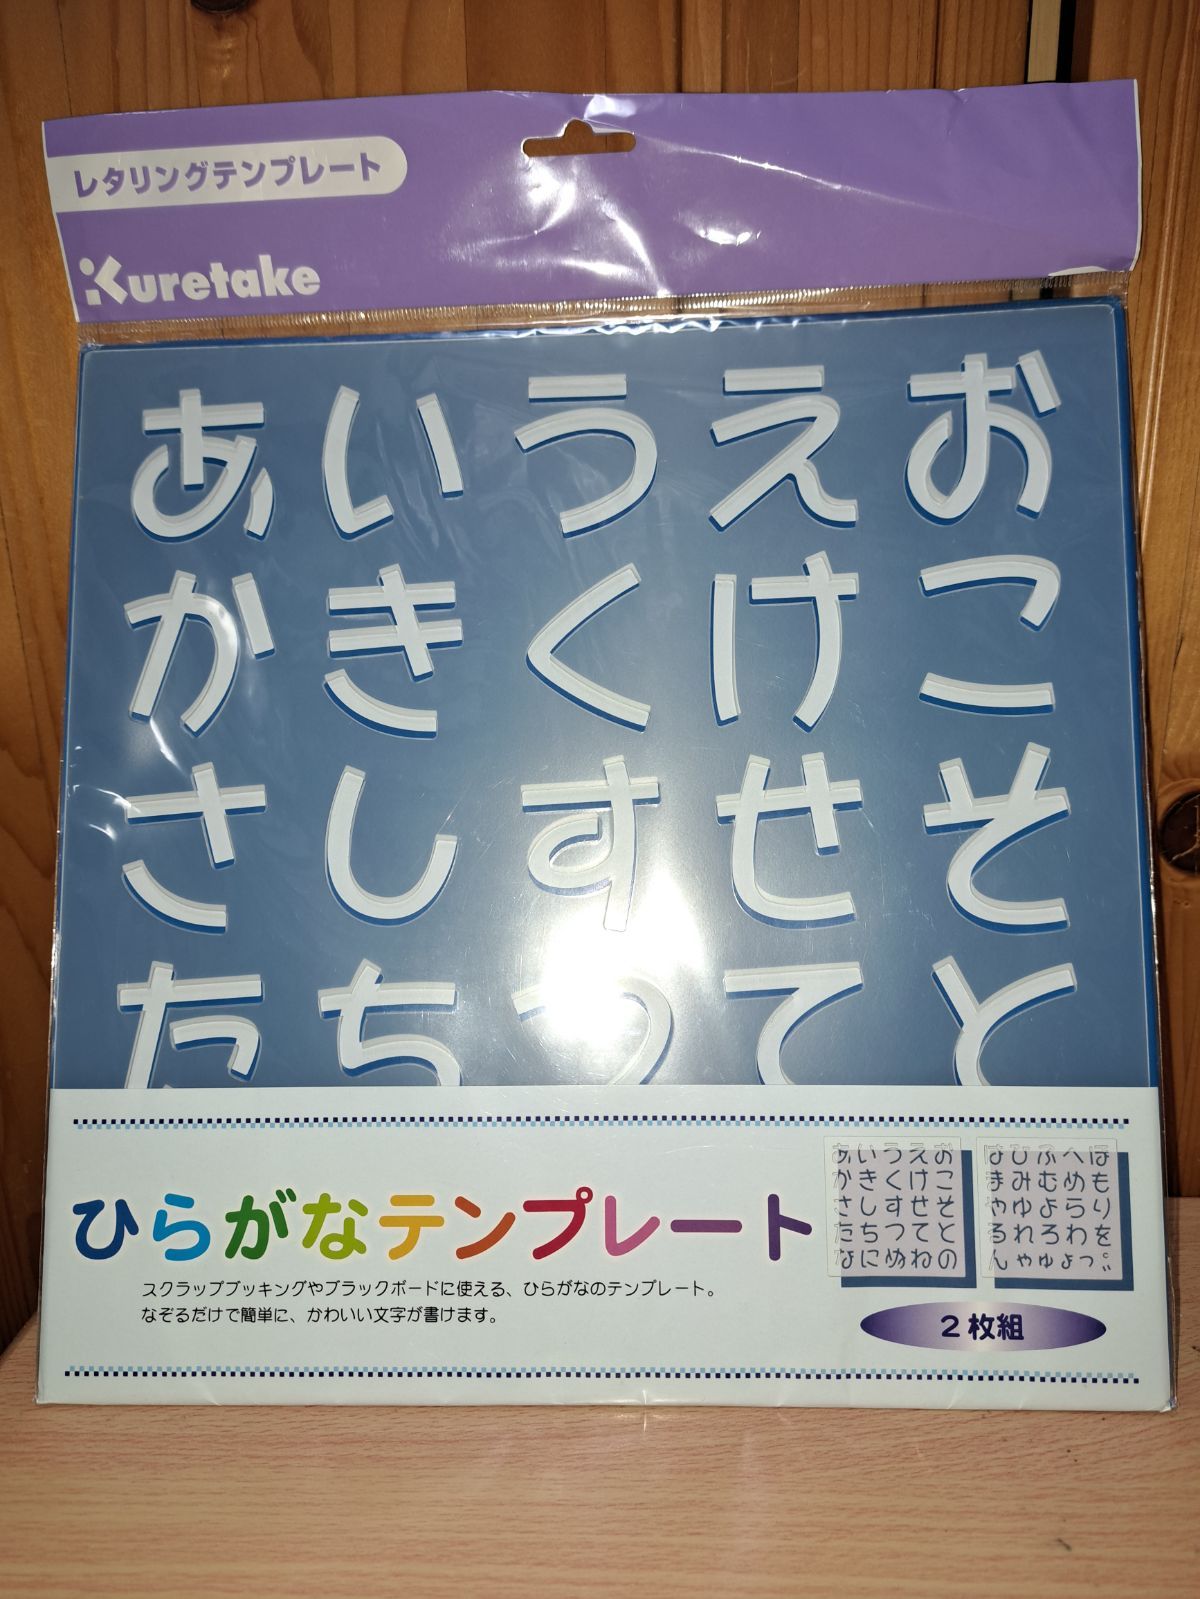 レタリングテンプレート
Kuretake
あいうえお
かきくけこ
さしすせそ
たちつてと
ひらがなテンプレート
スクラップブッキングやブラックボードに使える、ひらがなのテンプレート。
なぞるだけで簡単に、かわいい文字が書けます。
あいうえお
かきくけこ
さしすせそ
たちつてと
なにぬねの
はひふへほ
まみむめも
やゆよらり
るれろわを
んゃゅょっ。゛
2枚組